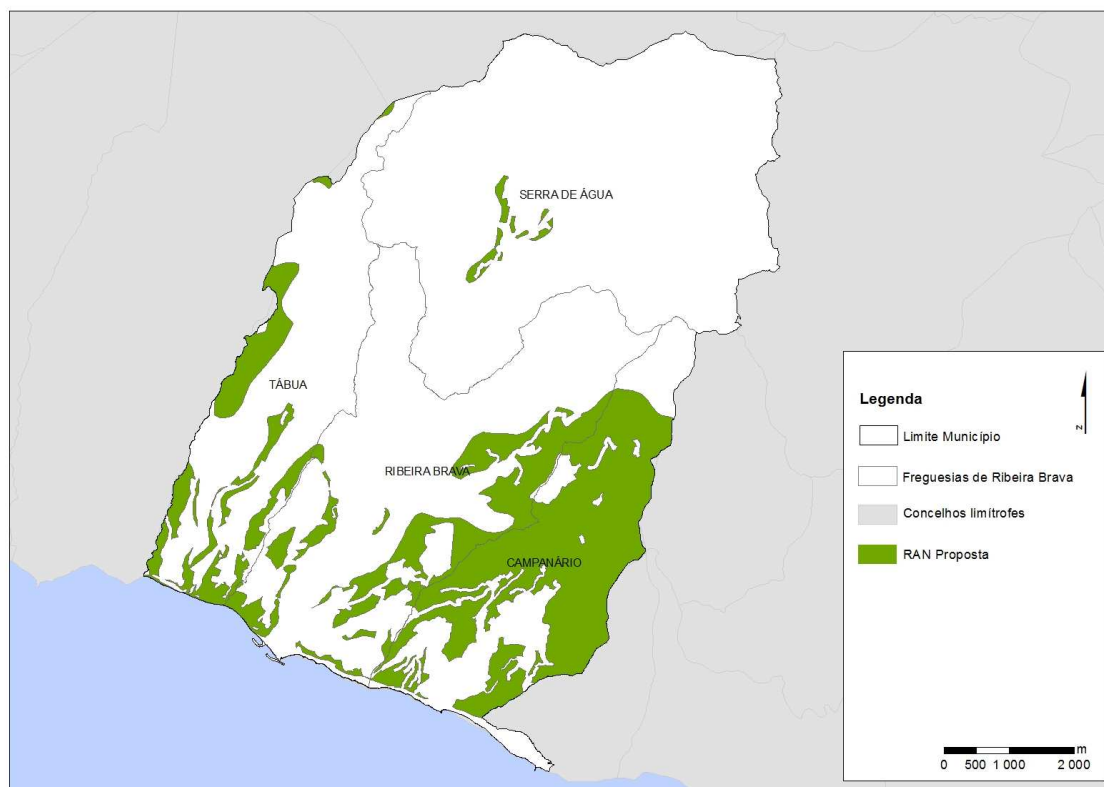 SERRA DE ÁGUA
TÁBUA
RIBEIRA BRAVA
CAMPANÁRIO
Legenda
Limite Município
Freguesias de Ribeira Brava
Concelhos limítrofes
RAN Proposta
N
m
0 500 1 000 2 000